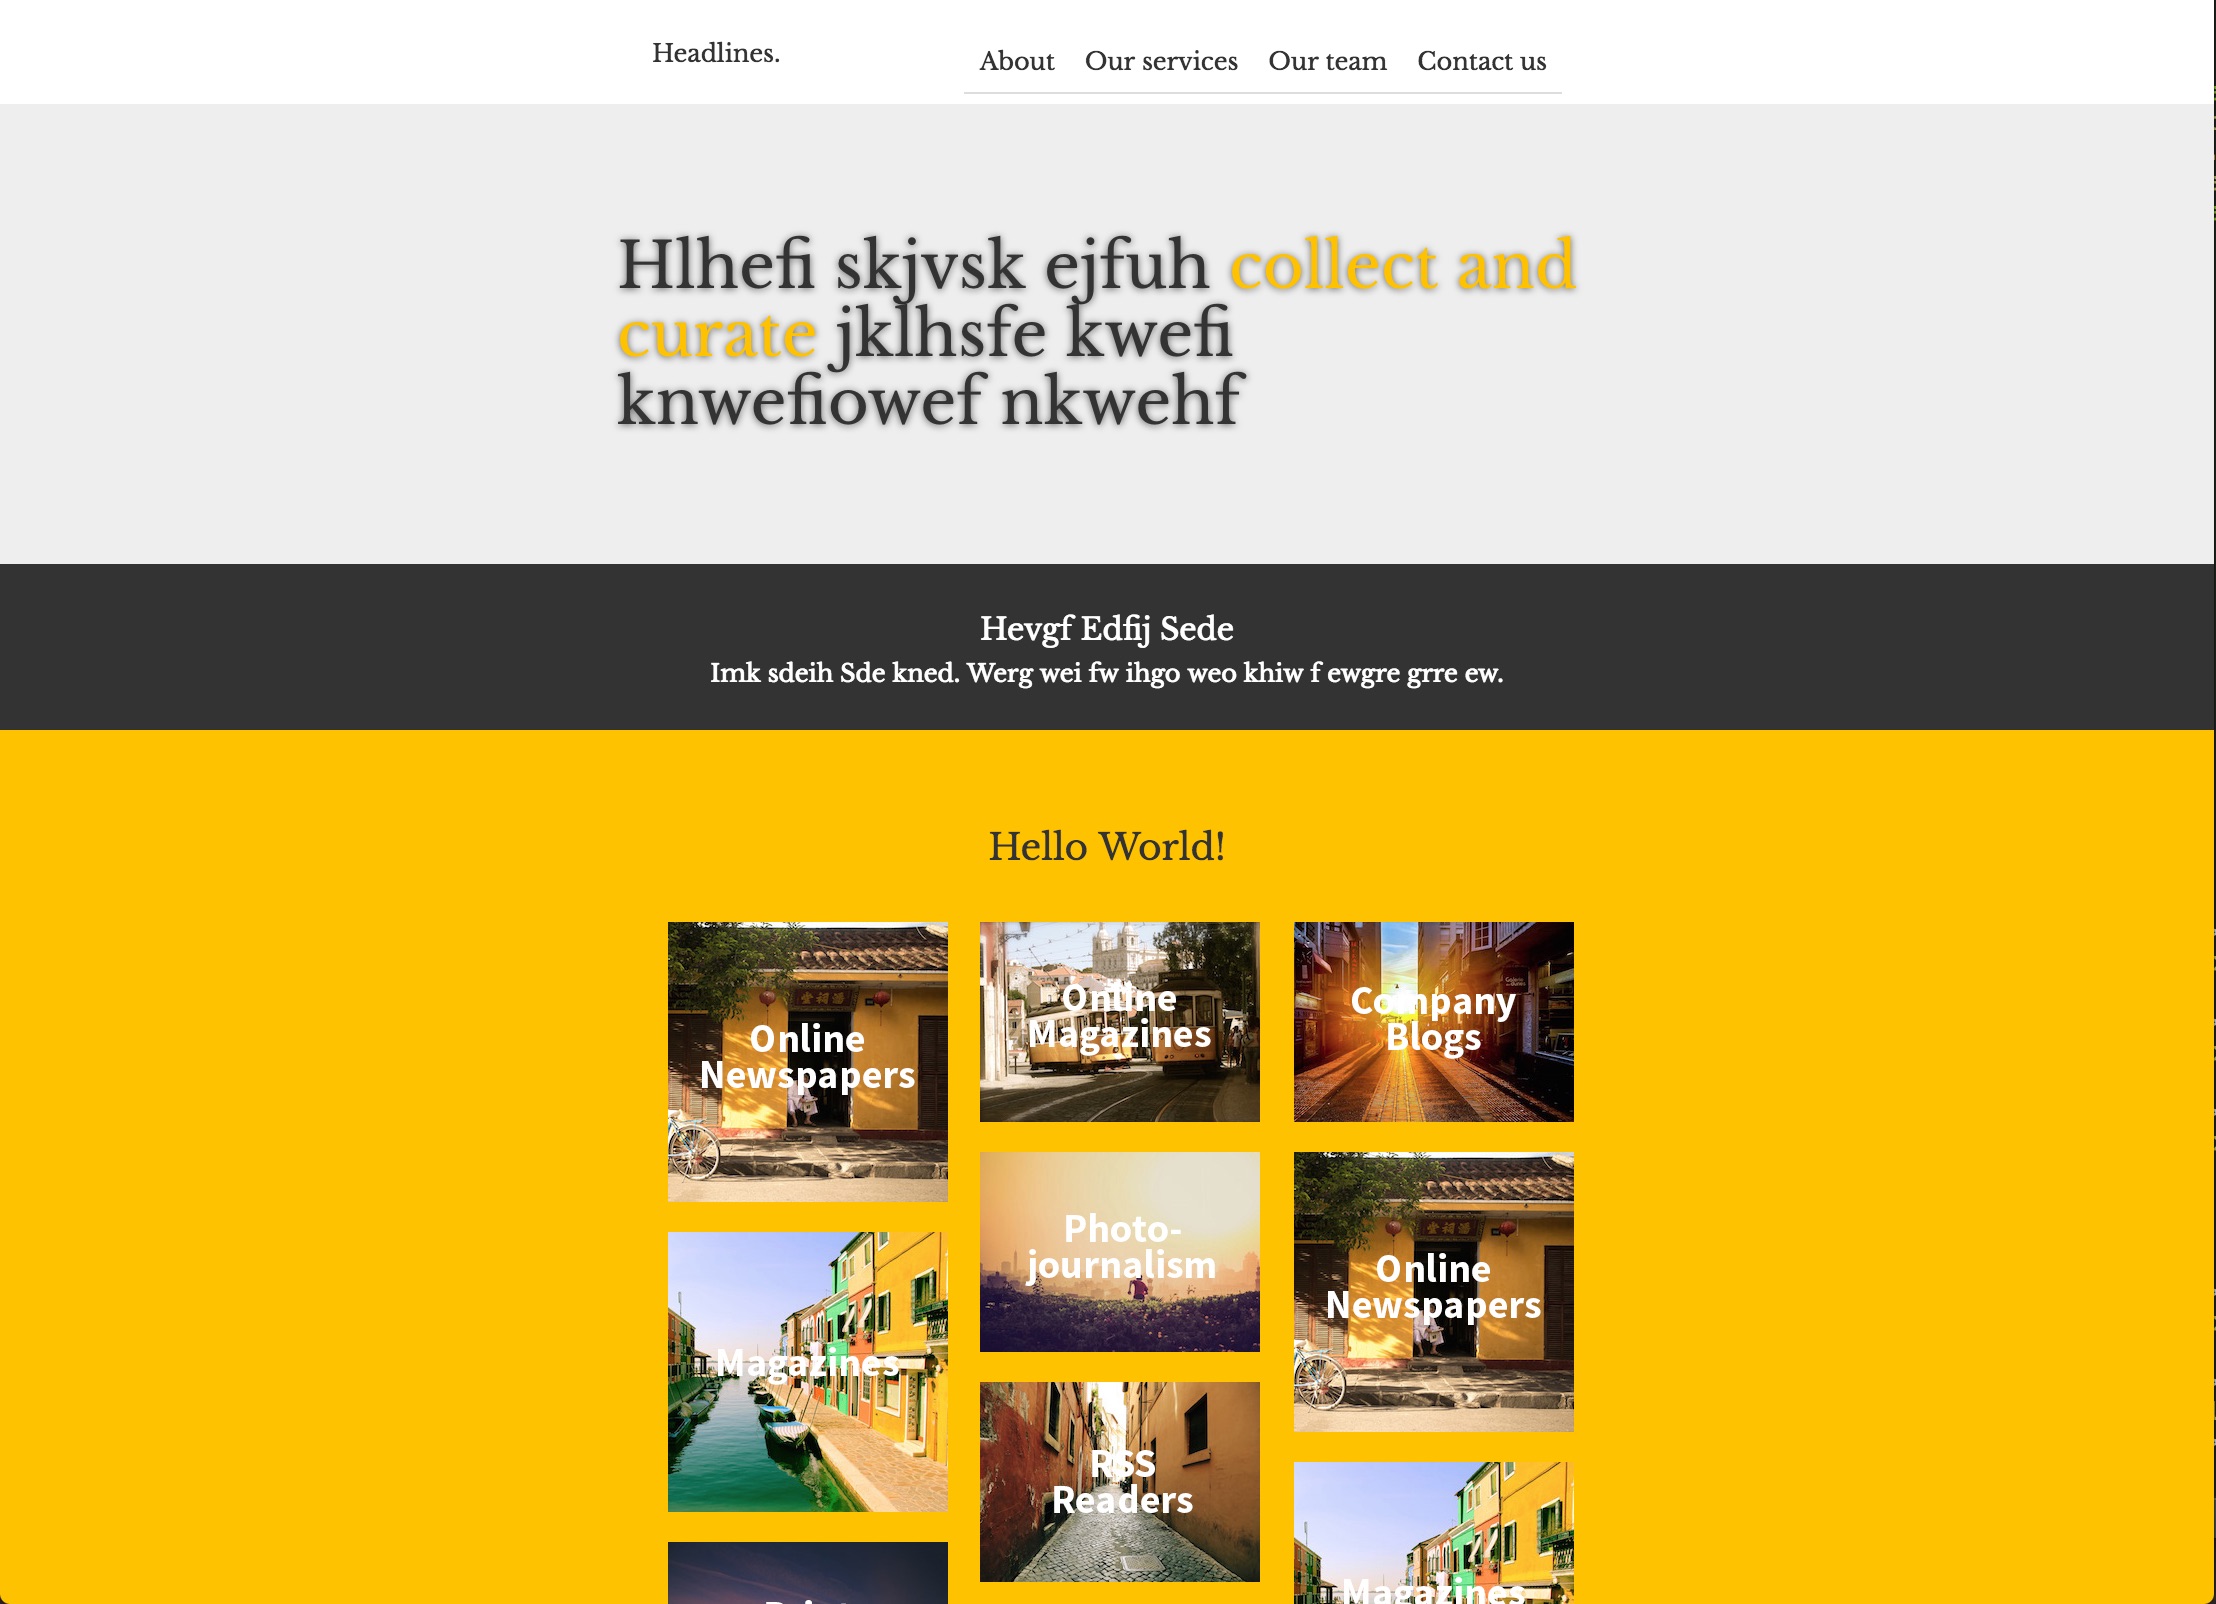 Headlines.
About Our services Our team Contact us
Hlhefi skjvsk ejfuh collect and
curate jklhsfe kwefi
knwefiowef nkwehf
Hevgf Edfij Sede
Imk sdeih Sde kned. Werg wei fw ihgo weo khiw f ewgre grre ew.
Hello World!
Online
Newspapers
Online
Magazines
Company
Blogs
Magazines
Photo-
journalism
Online
Newspapers
RSS
Readers
Magazines